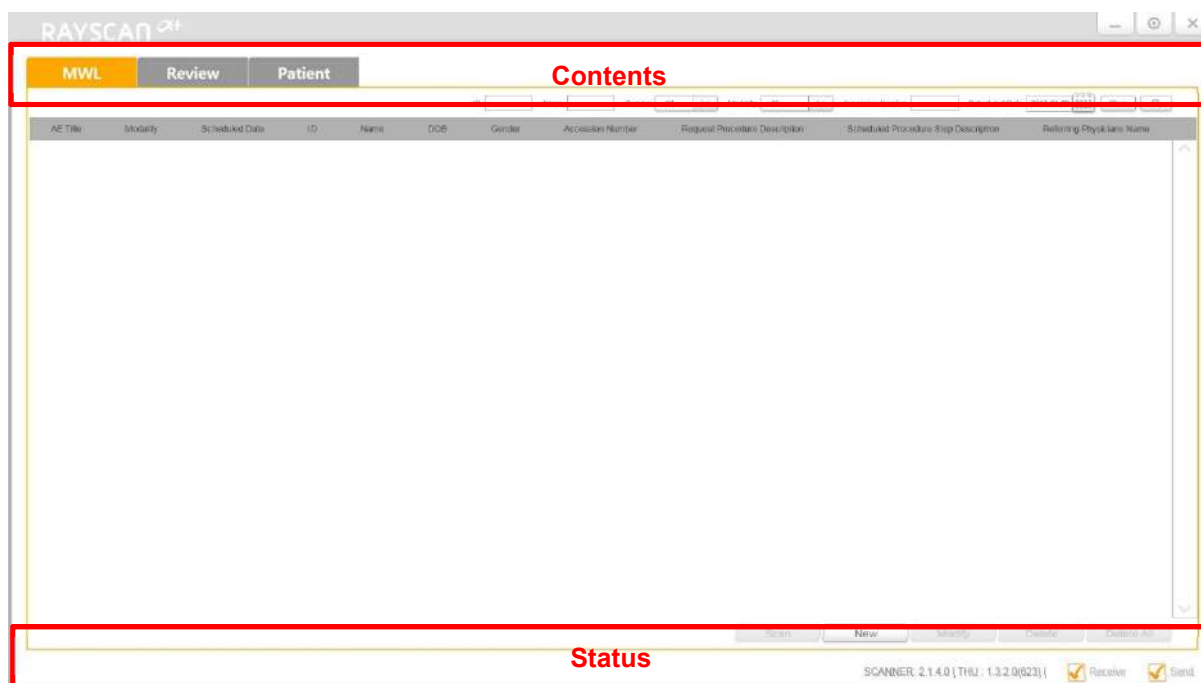 RAYSCAN α+
MWL Review Patient Contents
AE Title Modality Scheduled Date ID Name DOB Gender Accession Number Request Procedure Description Scheduled Procedure Step Description Referring Physicians Name
Scan New Modify Delete Delete All
Status
SCANNER: 2.1.4.0 | THU : 1.3.2.0(623) | Receive Send